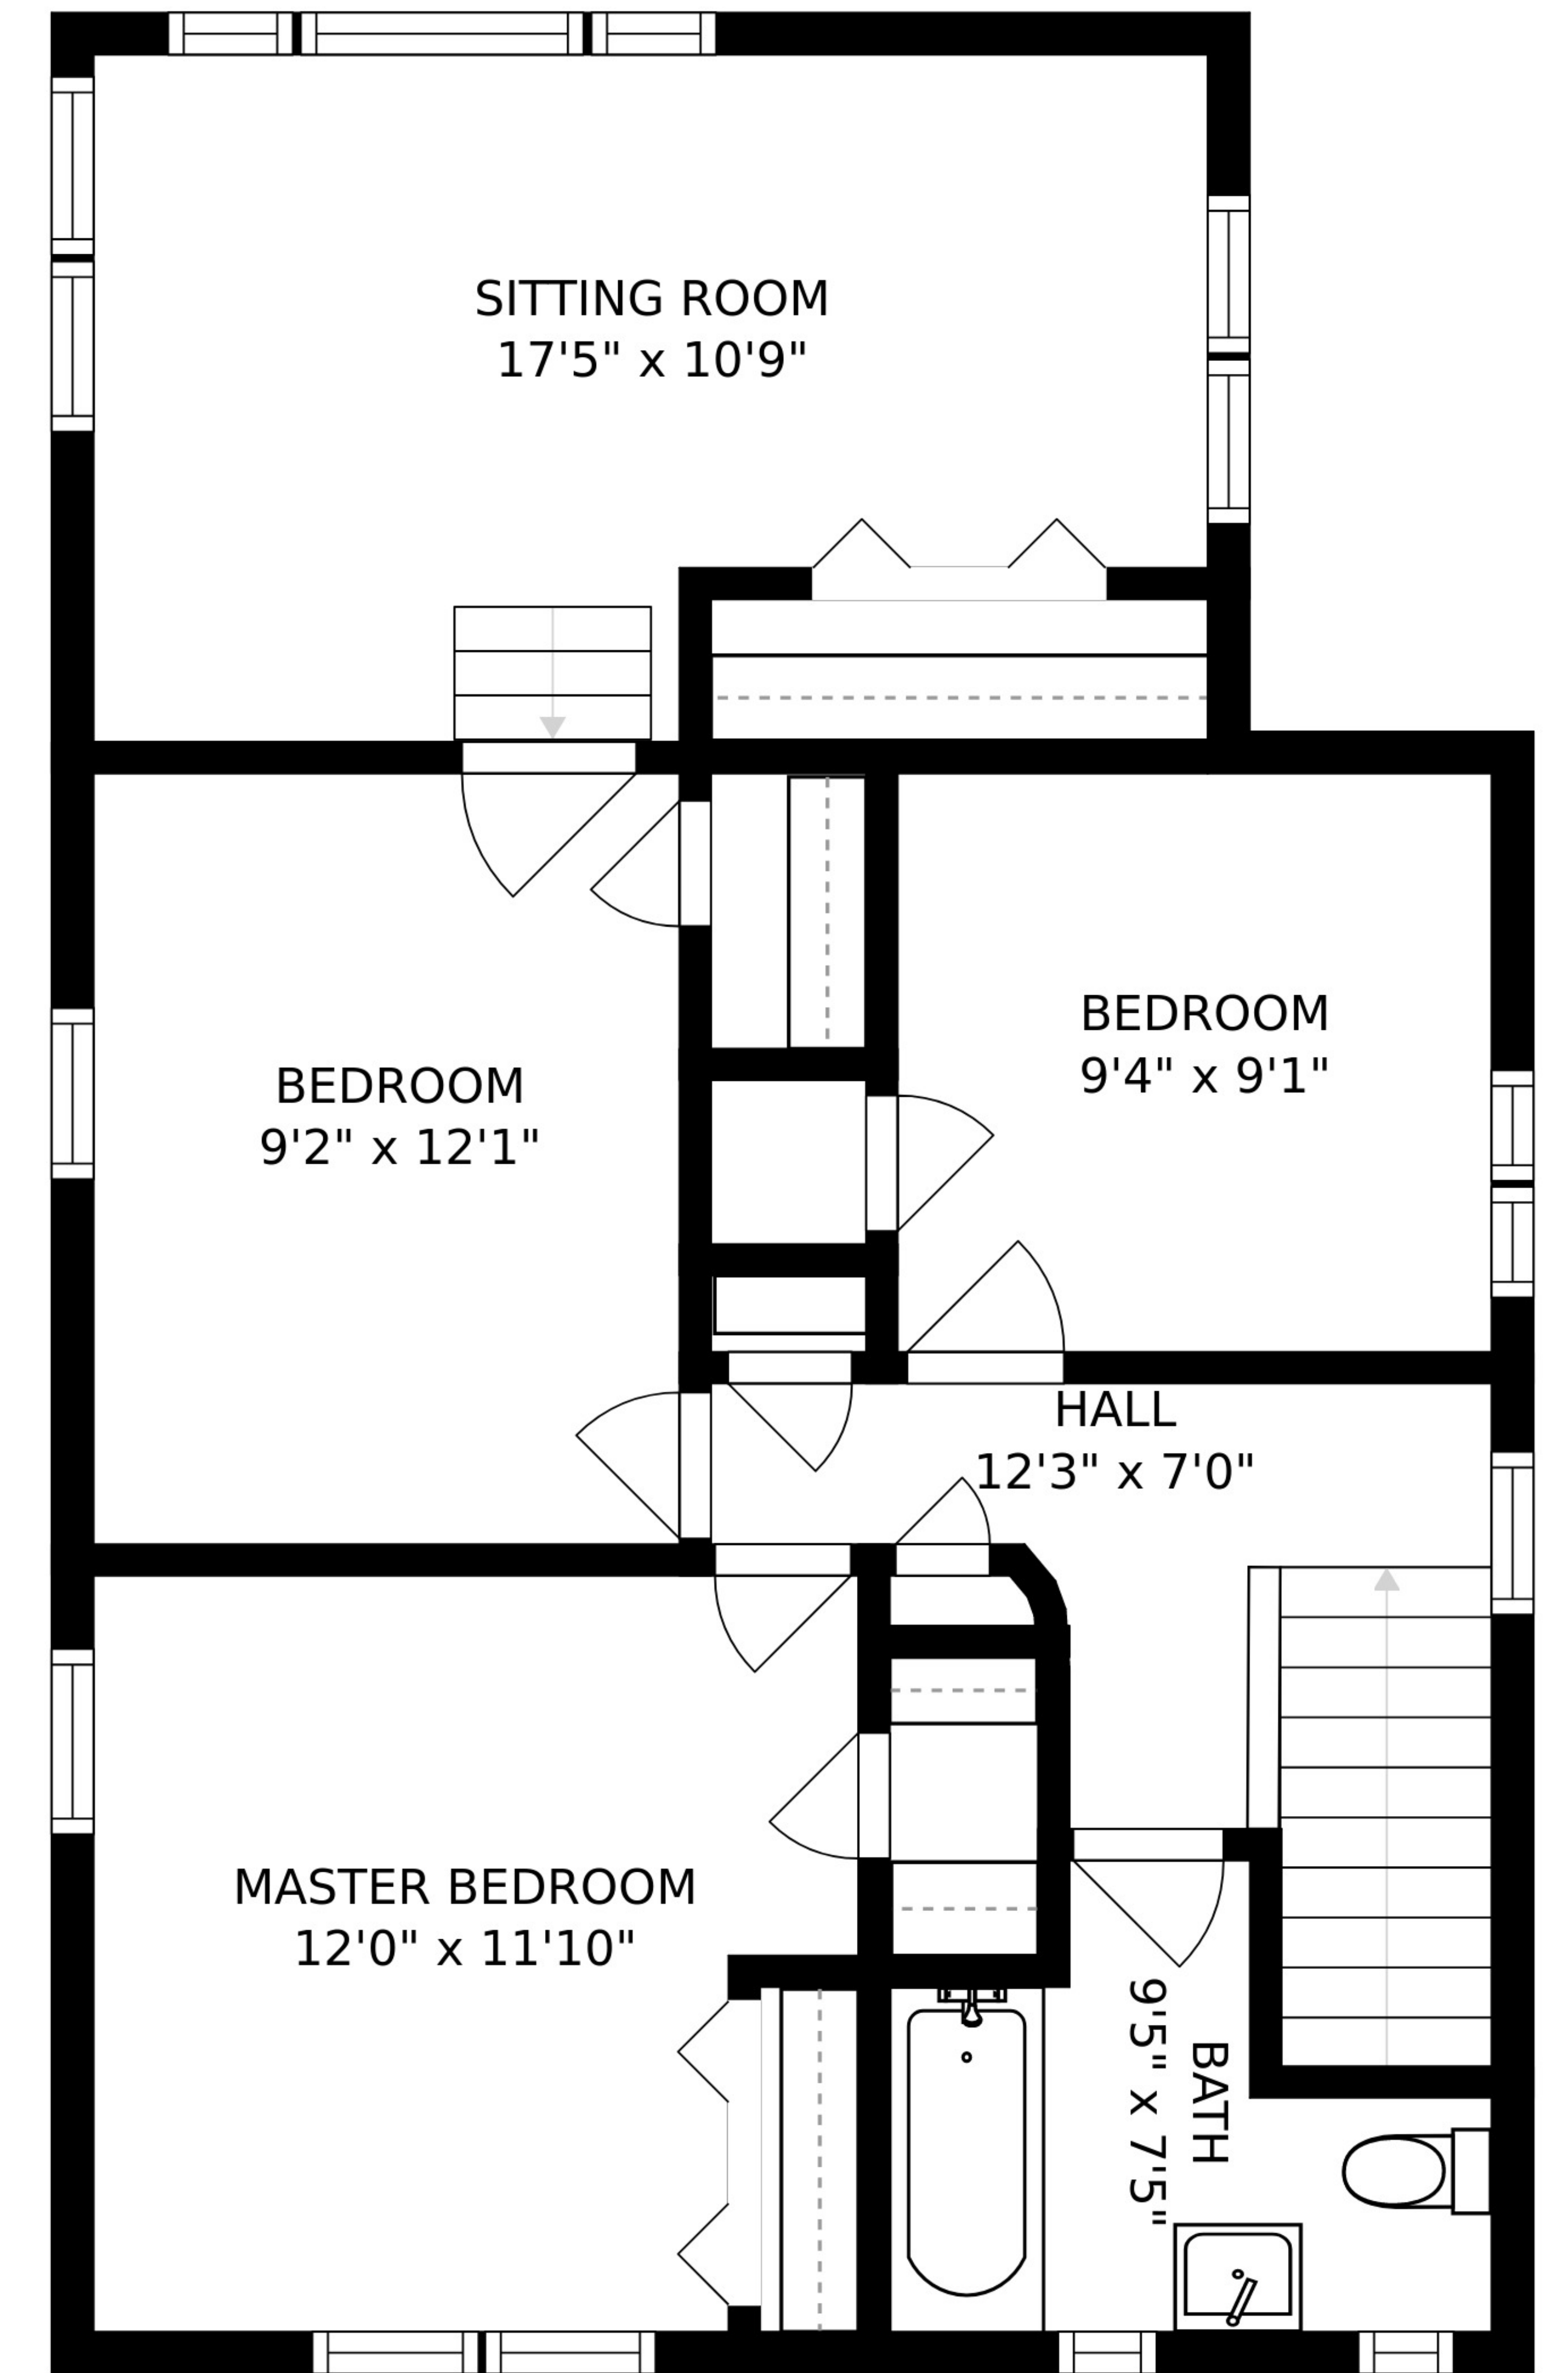 SITTING ROOM
17'5" x 10'9"
BEDROOM
9'4" x 9'1"
BEDROOM
9'2" x 12'1"
HALL
12'3" x 7'0"
MASTER BEDROOM
12'0" x 11'10"
BATH
9'5" x 7'5"